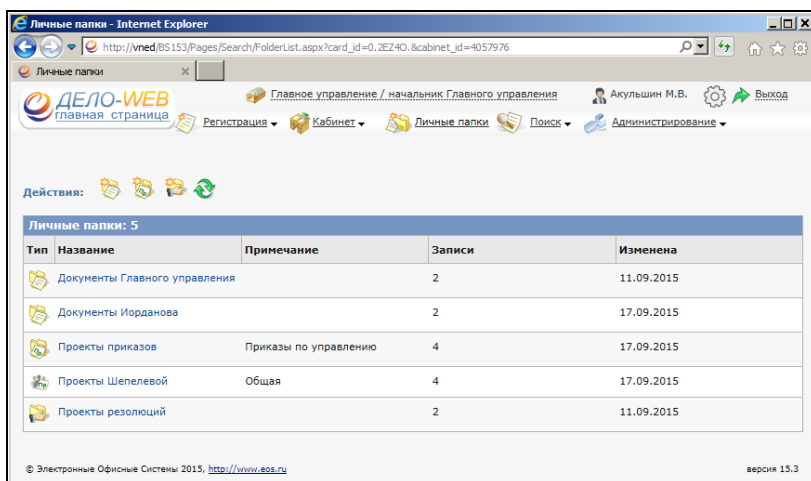 Личные папки - Internet Explorer
http://vned/BS153/Pages/Search/FolderList.aspx?card_id=0.2EZ4O.&cabinet_id=4057976
Личные папки
ДЕЛО-WEB
главная страница
Главное управление / начальник Главного управления
Акульшин М.В.
Выход
Регистрация Кабинет Личные папки Поиск Администрирование
Действия:
Личные папки: 5
Тип Название Примечание Записи Изменена
Документы Главного управления 2 11.09.2015
Документы Иорданова 2 17.09.2015
Проекты приказов Приказы по управлению 4 17.09.2015
Проекты Шепелевой Общая 4 17.09.2015
Проекты резолюций 2 11.09.2015
© Электронные Офисные Системы 2015, http://www.eos.ru версия 15.3